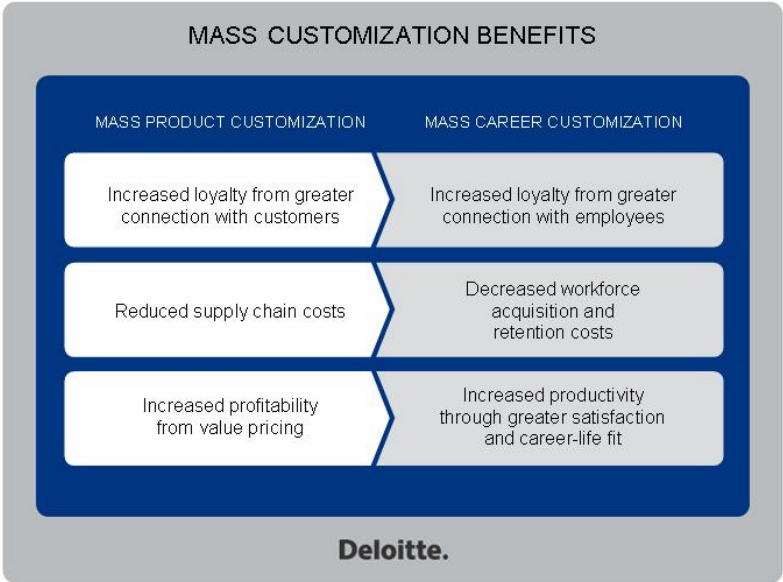 MASS CUSTOMIZATION BENEFITS
MASS PRODUCT CUSTOMIZATION
MASS CAREER CUSTOMIZATION
Increased loyalty from greater
connection with customers
Increased loyalty from greater
connection with employees
Reduced supply chain costs
Decreased workforce
acquisition and
retention costs
Increased profitability
from value pricing
Increased productivity
through greater satisfaction
and career-life fit
Deloitte.